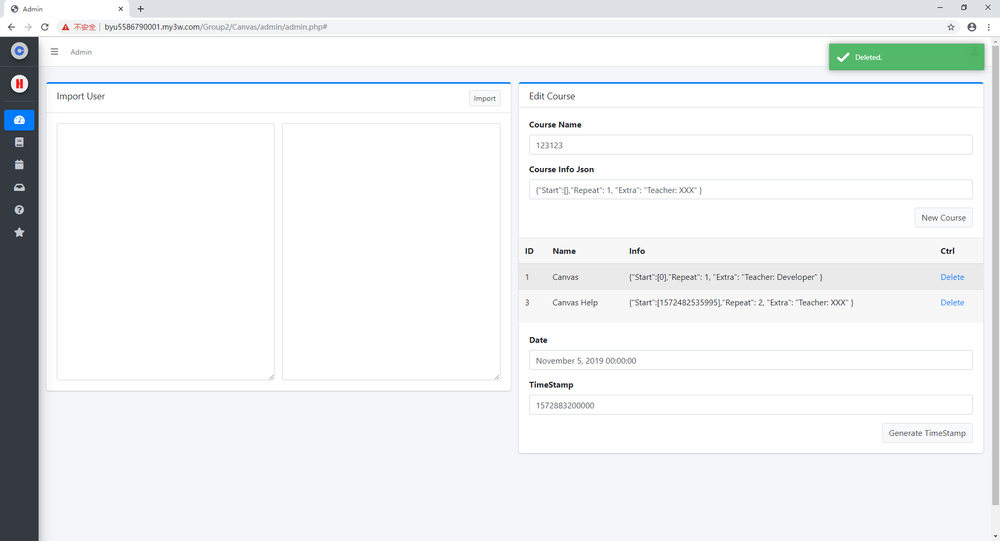 Admin
不安全 byu5586790001.my3w.com/Group2/Canvas/admin/admin.php#
Admin
Deleted.
Import User
Import
Edit Course
Course Name
123123
Course Info Json
{"Start":[],"Repeat": 1, "Extra": "Teacher: XXX" }
New Course
ID Name Info Ctrl
1 Canvas {"Start":[0],"Repeat": 1, "Extra": "Teacher: Developer" } Delete
3 Canvas Help {"Start":[1572482535995],"Repeat": 2, "Extra": "Teacher: XXX" } Delete
Date
November 5, 2019 00:00:00
TimeStamp
1572883200000
Generate TimeStamp